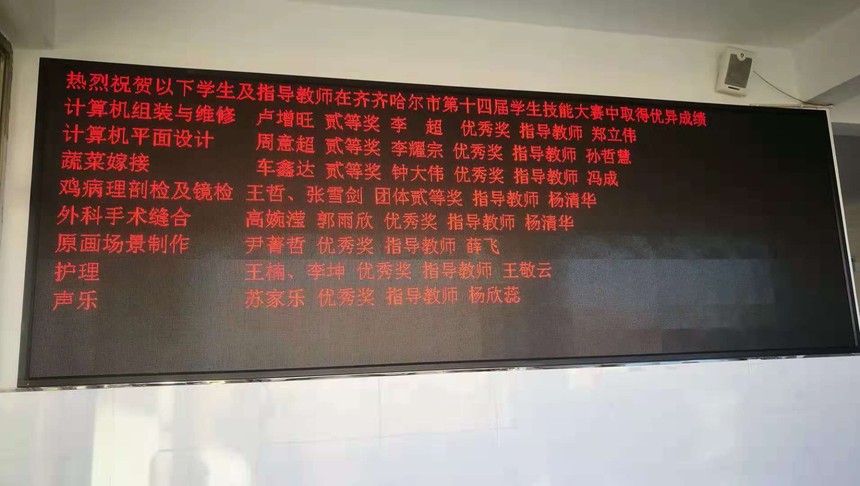 热烈祝贺以下学生及指导教师在齐齐哈尔市第十四届学生技能大赛中取得优异成绩
计算机组装与维修 卢增旺 贰等奖 李 超 优秀奖 指导教师 郑立伟
计算机平面设计 周意超 贰等奖 李耀宗 优秀奖 指导教师 孙哲慧
蔬菜嫁接 车鑫达 贰等奖 钟大伟 优秀奖 指导教师 冯成
鸡病理剖检及镜检 王哲、张雪剑 团体贰等奖 指导教师 杨清华
外科手术缝合 高婉滢 郭雨欣 优秀奖 指导教师 杨清华
原画场景制作 尹菁哲 优秀奖 指导教师 薛飞
护理 王楠、李坤 优秀奖 指导教师 王敬云
声乐 苏家乐 优秀奖 指导教师 杨欣蕊